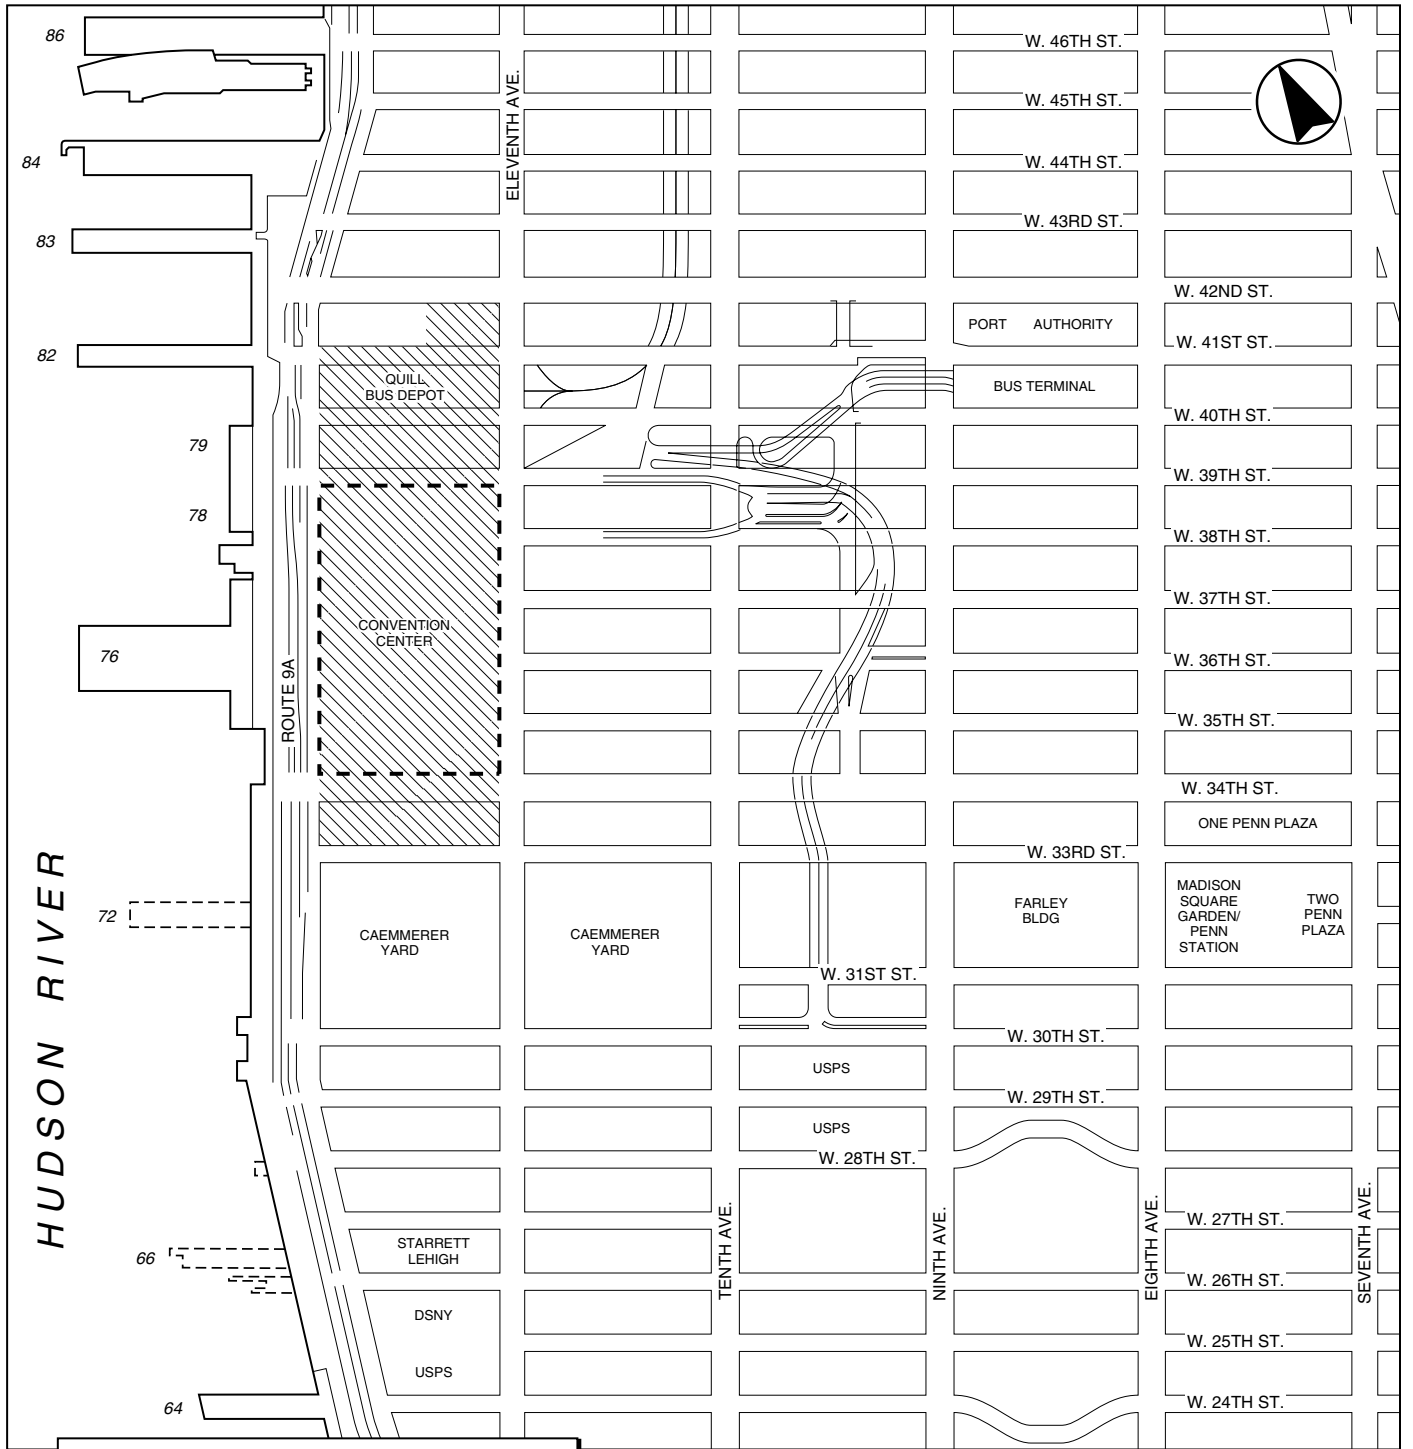 86
W. 46TH ST.
ELEVENTH AVE.
W. 45TH ST.
84
W. 44TH ST.
83
W. 43RD ST.
W. 42ND ST.
PORT AUTHORITY
82
W. 41ST ST.
QUILL
BUS DEPOT
BUS TERMINAL
W. 40TH ST.
79
W. 39TH ST.
78
W. 38TH ST.
W. 37TH ST.
CONVENTION
CENTER
76
W. 36TH ST.
ROUTE 9A
W. 35TH ST.
W. 34TH ST.
ONE PENN PLAZA
W. 33RD ST.
HUDSON RIVER
72
CAEMMERER
YARD
CAEMMERER
YARD
FARLEY
BLDG
MADISON
SQUARE
GARDEN/
PENN
STATION
TWO
PENN
PLAZA
W. 31ST ST.
W. 30TH ST.
USPS
W. 29TH ST.
USPS
W. 28TH ST.
TENTH AVE.
NINTH AVE.
EIGHTH AVE.
SEVENTH AVE.
W. 27TH ST.
STARRETT
LEHIGH
66
W. 26TH ST.
DSNY
W. 25TH ST.
USPS
64
W. 24TH ST.